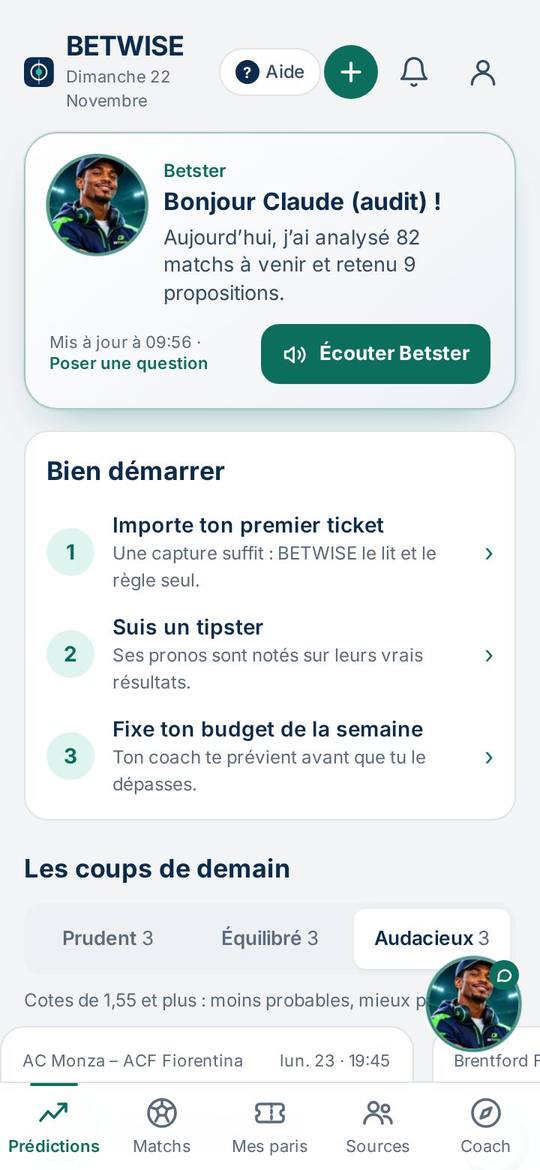 BETWISE
Dimanche 22
Novembre
? Aide
Betster
Bonjour Claude (audit) !
Aujourd’hui, j’ai analysé 82
matchs à venir et retenu 9
propositions.
Mis à jour à 09:56 ·
Poser une question
Écouter Betster
Bien démarrer
1
Importe ton premier ticket
Une capture suffit : BETWISE le lit et le
règle seul.
2
Suis un tipster
Ses pronos sont notés sur leurs vrais
résultats.
3
Fixe ton budget de la semaine
Ton coach te prévient avant que tu le
dépasses.
Les coups de demain
Prudent 3
Équilibré 3
Audacieux 3
Cotes de 1,55 et plus : moins probables, mieux
AC Monza – ACF Fiorentina
lun. 23 · 19:45
Brentford
Prédictions
Matchs
Mes paris
Sources
Coach